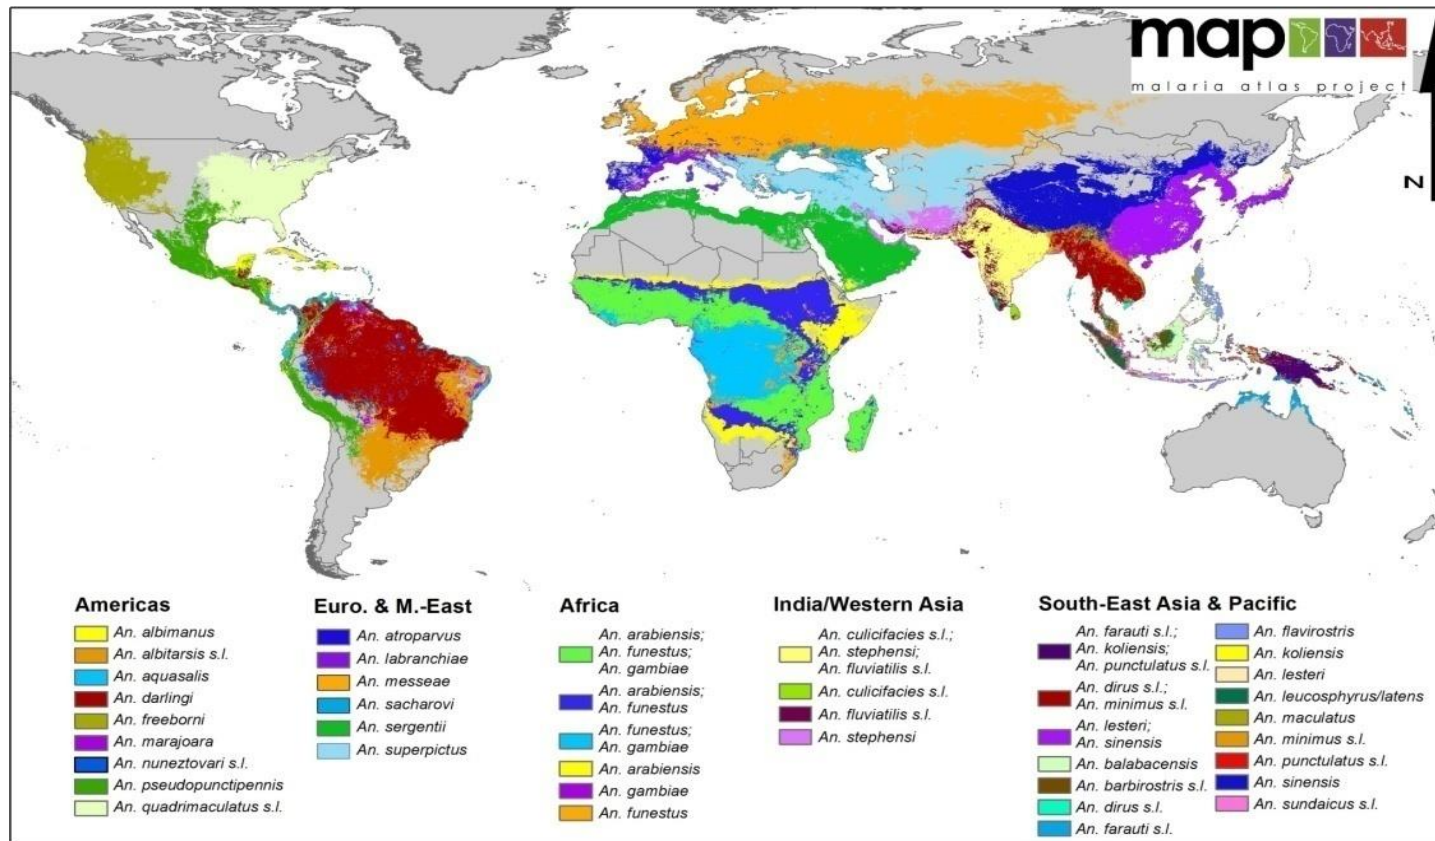 map
malaria atlas project
N
Americas
An. albimanus
An. albitarsis s.l.
An. aquasalis
An. darlingi
An. freeborni
An. marajoara
An. nuneztovari s.l.
An. pseudopunctipennis
An. quadrimaculatus s.l.
Euro. & M.-East
An. atroparvus
An. labranchiae
An. messeae
An. sacharovi
An. sergentii
An. superpictus
Africa
An. arabiensis;
An. funestus;
An. gambiae
An. arabiensis;
An. funestus
An. funestus;
An. gambiae
An. arabiensis
An. gambiae
An. funestus
India/Western Asia
An. culicifacies s.l.;
An. stephensi;
An. fluviatilis s.l.
An. culicifacies s.l.
An. fluviatilis s.l.
An. stephensi
South-East Asia & Pacific
An. farauti s.l.;
An. koliensis;
An. punctulatus s.l.
An. dirus s.l.;
An. minimus s.l.
An. lesteri;
An. sinensis
An. balabacensis
An. barbirostris s.l.
An. dirus s.l.
An. farauti s.l.
An. flavirostris
An. koliensis
An. lesteri
An. leucosphyrus/latens
An. maculatus
An. minimus s.l.
An. punctulatus s.l.
An. sinensis
An. sundaicus s.l.